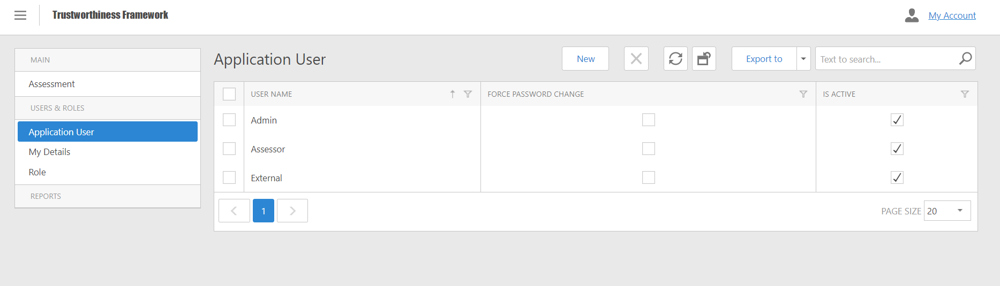 Trustworthiness Framework
My Account
MAIN
Assessment
USERS & ROLES
Application User
My Details
Role
REPORTS
Application User
New
Export to
Text to search...
USER NAME
FORCE PASSWORD CHANGE
IS ACTIVE
Admin
Assessor
External
1
PAGE SIZE
20